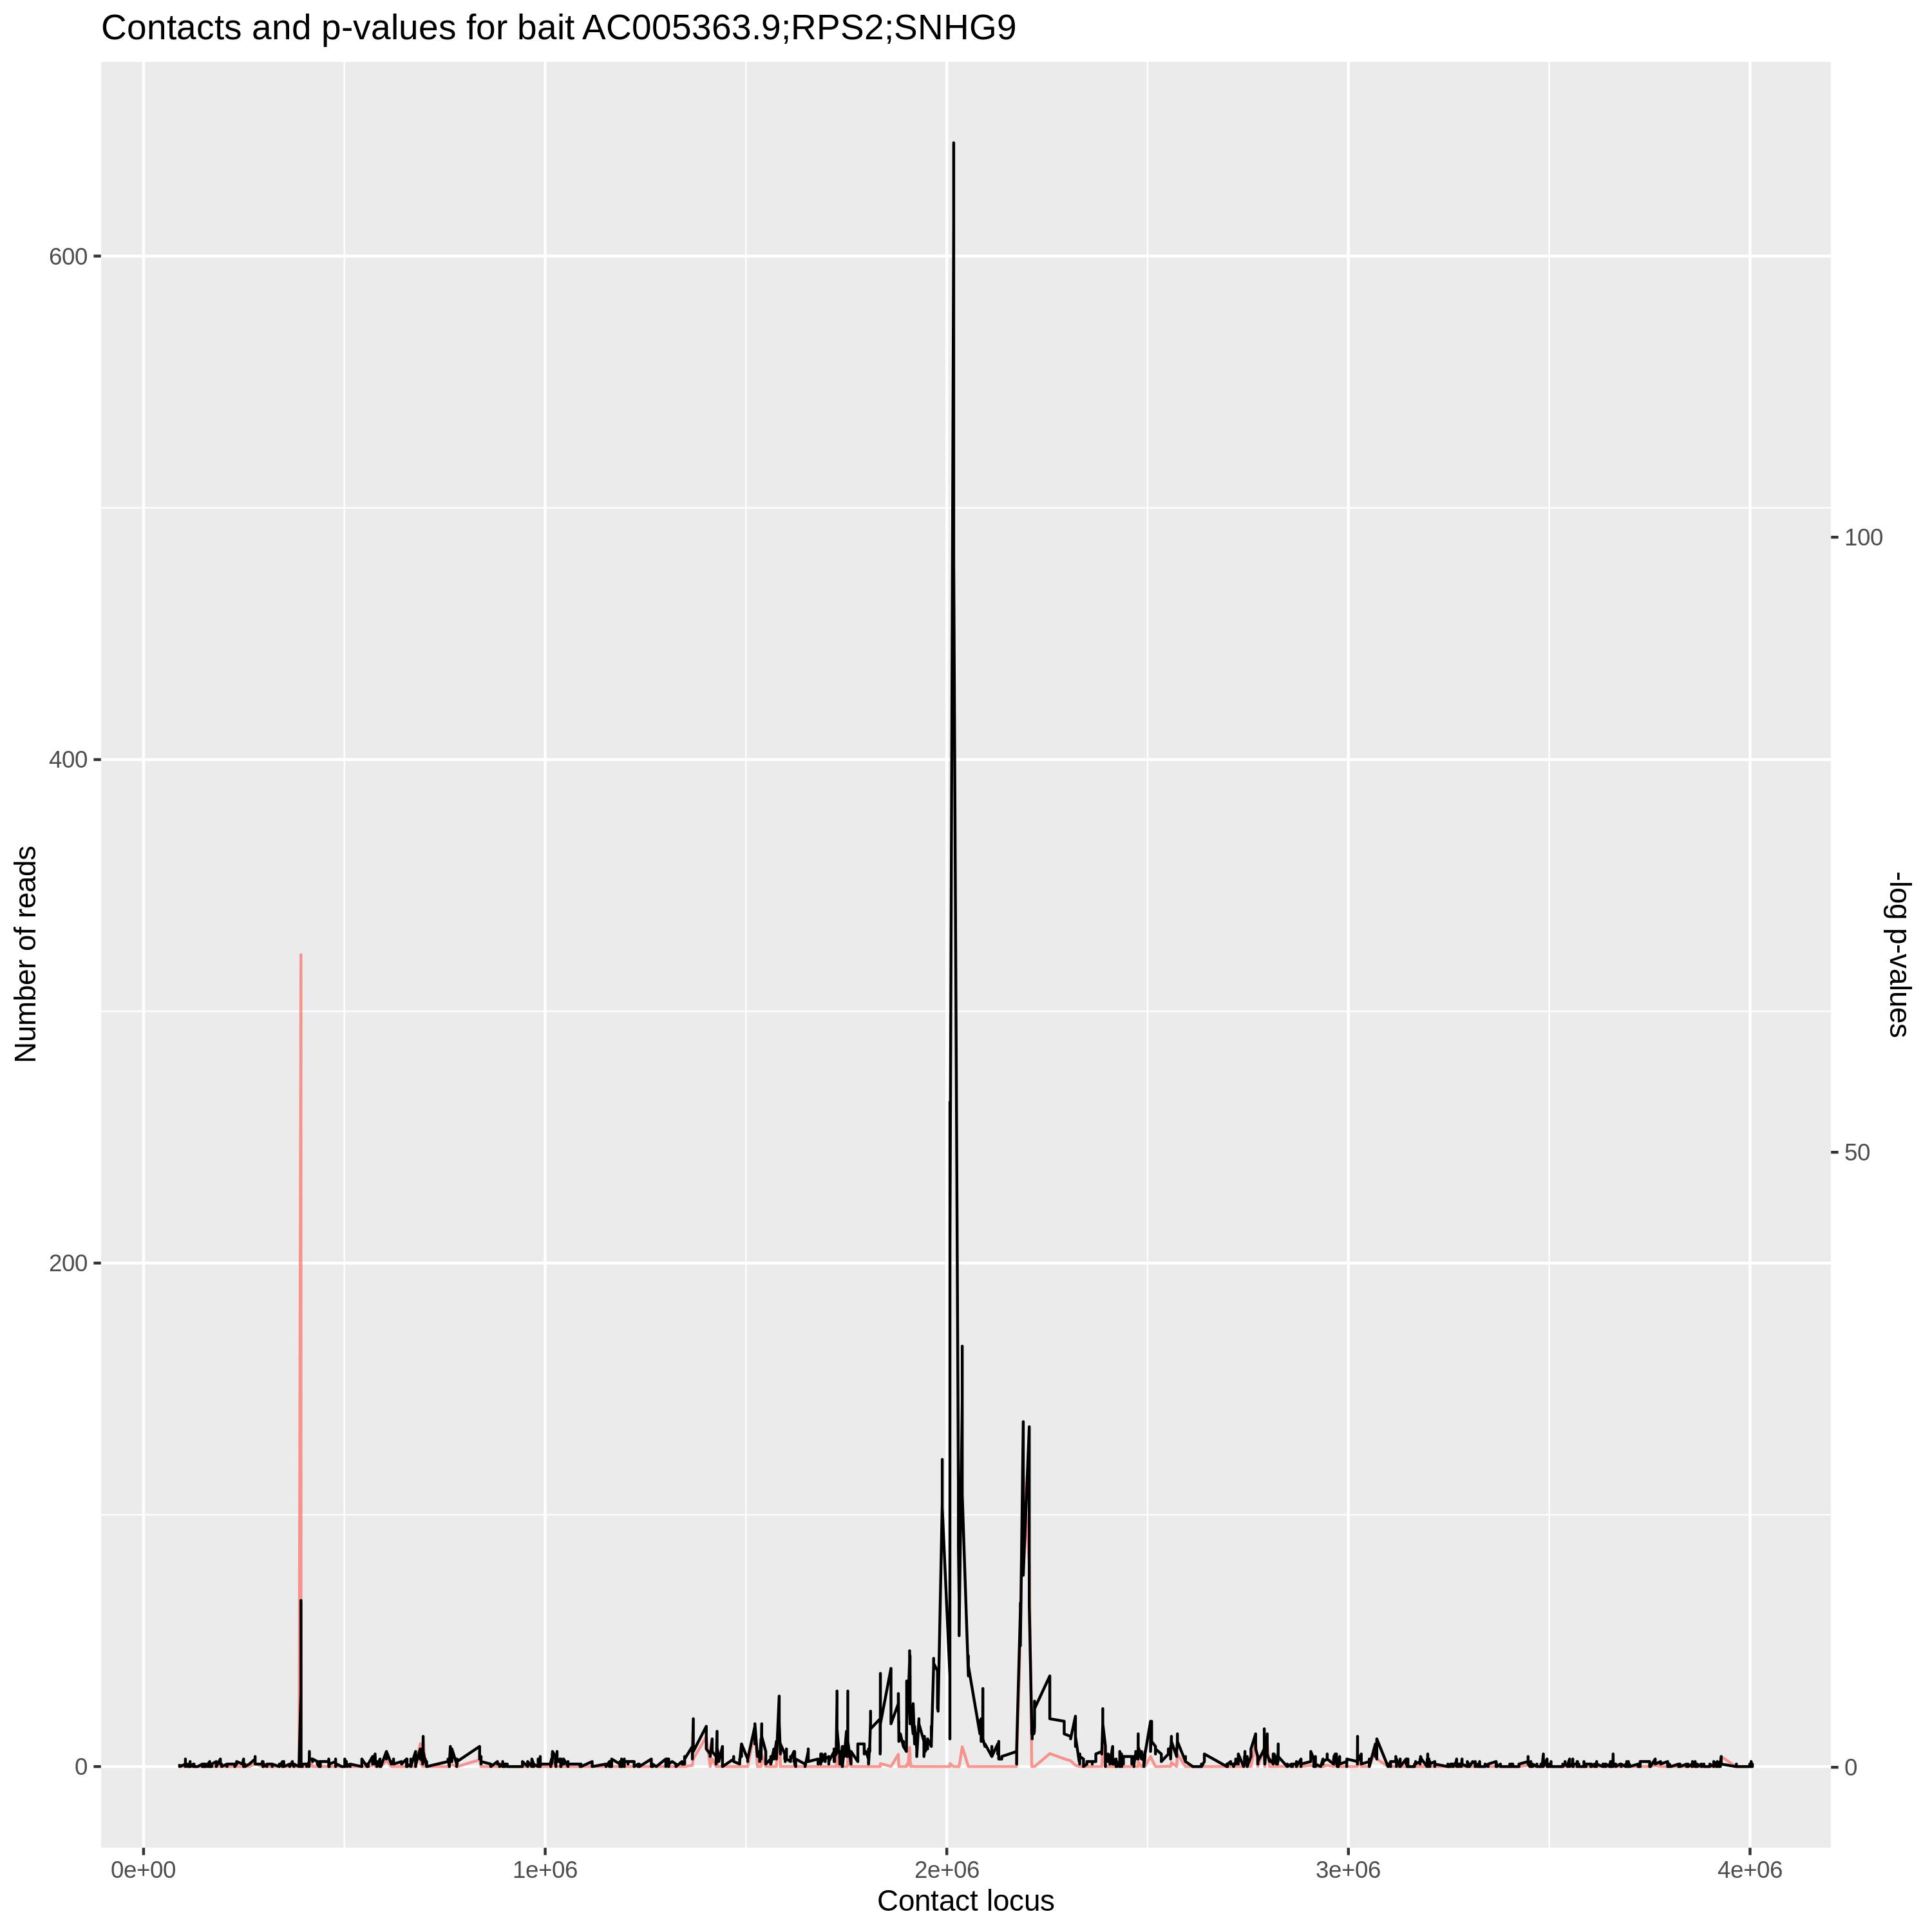 Contacts and p-values for bait AC005363.9;RPS2;SNHG9
600
400
200
0
Number of reads
100
50
0
-log p-values
0e+00 1e+06 2e+06 3e+06 4e+06
Contact locus